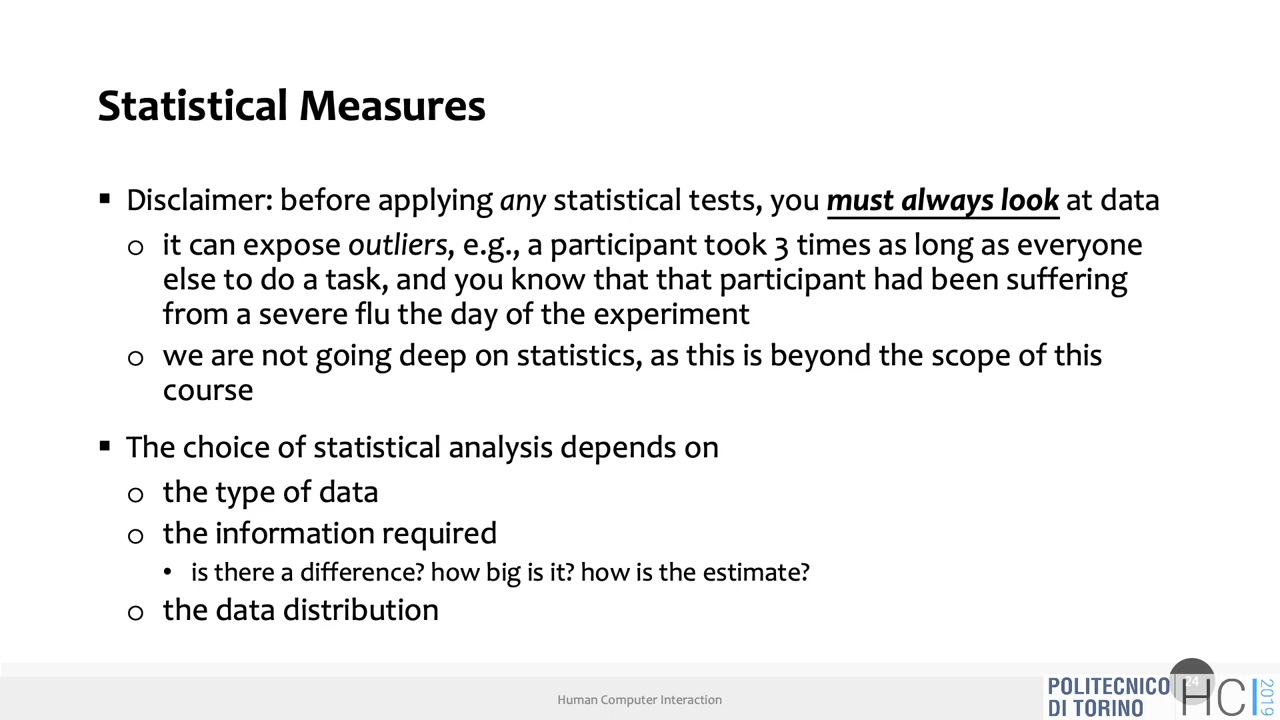 Statistical Measures
▪ Disclaimer: before applying any statistical tests, you must always look at data
o it can expose outliers, e.g., a participant took 3 times as long as everyone
else to do a task, and you know that that participant had been suffering
from a severe flu the day of the experiment
o we are not going deep on statistics, as this is beyond the scope of this
course
▪ The choice of statistical analysis depends on
o the type of data
o the information required
• is there a difference? how big is it? how is the estimate?
o the data distribution
Human Computer Interaction
24
POLITECNICO
DI TORINO
HCI
2019